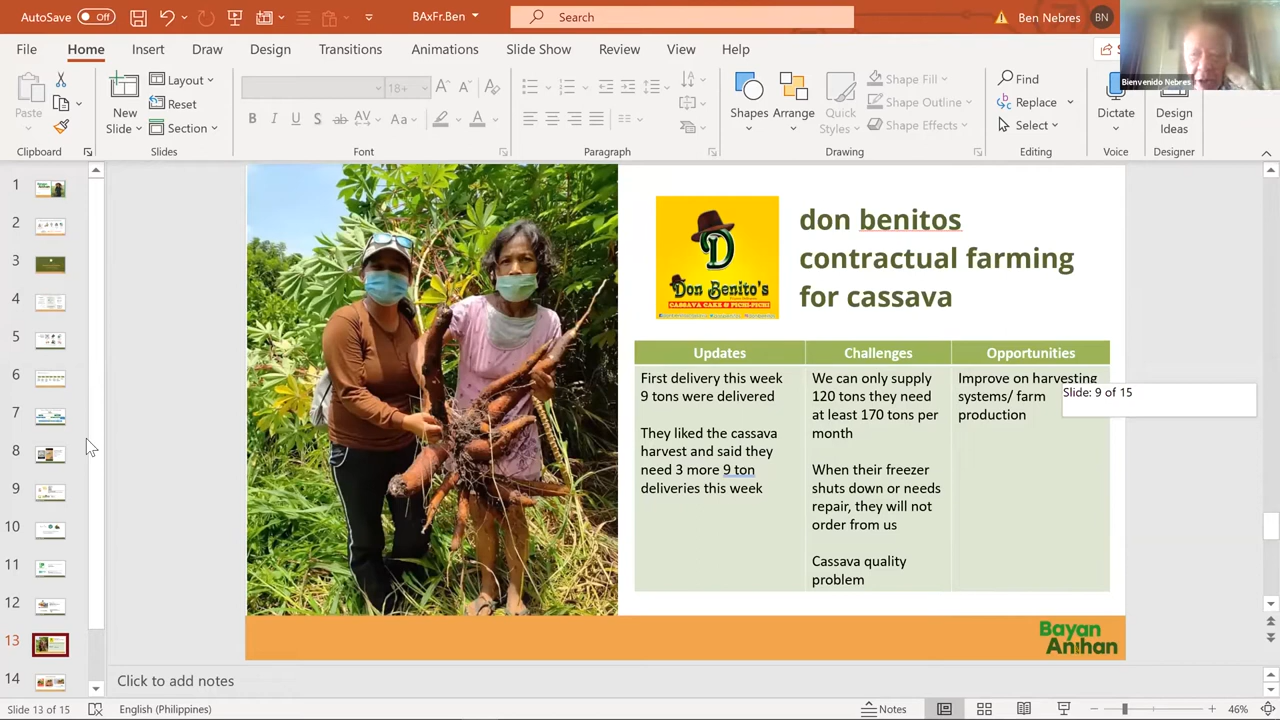 AutoSave Off
BAxFr.Ben
Search
Ben Nebres BN
File Home Insert Draw Design Transitions Animations Slide Show Review View Help
Bienvenido Nebres
Paste
New Slide
Layout
Reset
Section
18+
Shapes
Arrange
Quick Styles
Shape Fill
Shape Outline
Shape Effects
Find
Replace
Select
Dictate
Design Ideas
Clipboard Slides Font Paragraph Drawing Editing Voice Designer
1
2
4
6
7
8
10
11
12
13
14
D
Don Benito's
CASSAVA CAKE & PICHI-PICHI
don benitos
contractual farming
for cassava
Updates
First delivery this week
9 tons were delivered
They liked the cassava
harvest and said they
need 3 more 9 ton
deliveries this week
Challenges
We can only supply
120 tons they need
at least 170 tons per
month
When their freezer
shuts down or needs
repair, they will not
order from us
Cassava quality
problem
Opportunities
Improve on harvesting
systems/ farm
production
Slide: 9 of 15
Bayan
Anihan
Click to add notes
Slide 13 of 15 English (Philippines) Notes 46%